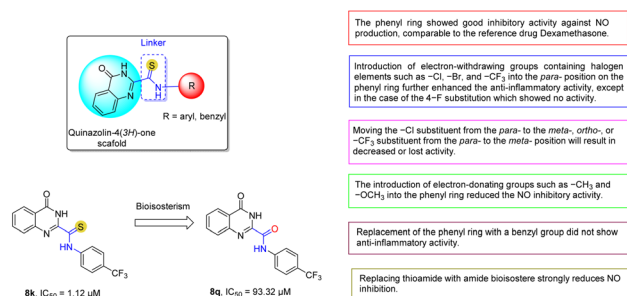 Linker
O
HN
S
N
N
H
R
R = aryl, benzyl
Quinazolin-4(3H)-one
scafold
O
NH
S
N
HN
CF3
8k, IC50 = 1.12 μM
Bioisosterism
O
NH
O
N
HN
CF3
8q, IC50 = 93.32 μM
The phenyl ring showed good inhibitory activity against NO
production, comparable to the reference drug Dexamethasone.
Introduction of electron-withdrawing groups containing halogen
elements such as −Cl, −Br, and −CF3 into the para- position on
the phenyl ring further enhanced the anti-inflammatory activity, except
in the case of the 4−F substitution which showed no activity.
Moving the −Cl substituent from the para- to the meta-, ortho-, or
−CF3 substituent from the para- to the meta- position will result in
decreased or lost activity.
The introduction of electron-donating groups such as −CH3 and
−OCH3 into the phenyl ring reduced the NO inhibitory activity.
Replacement of the phenyl ring with a benzyl group did not show
anti-inflammatory activity.
Replacing thioamide with amide bioisostere strongly reduces NO
inhibition.